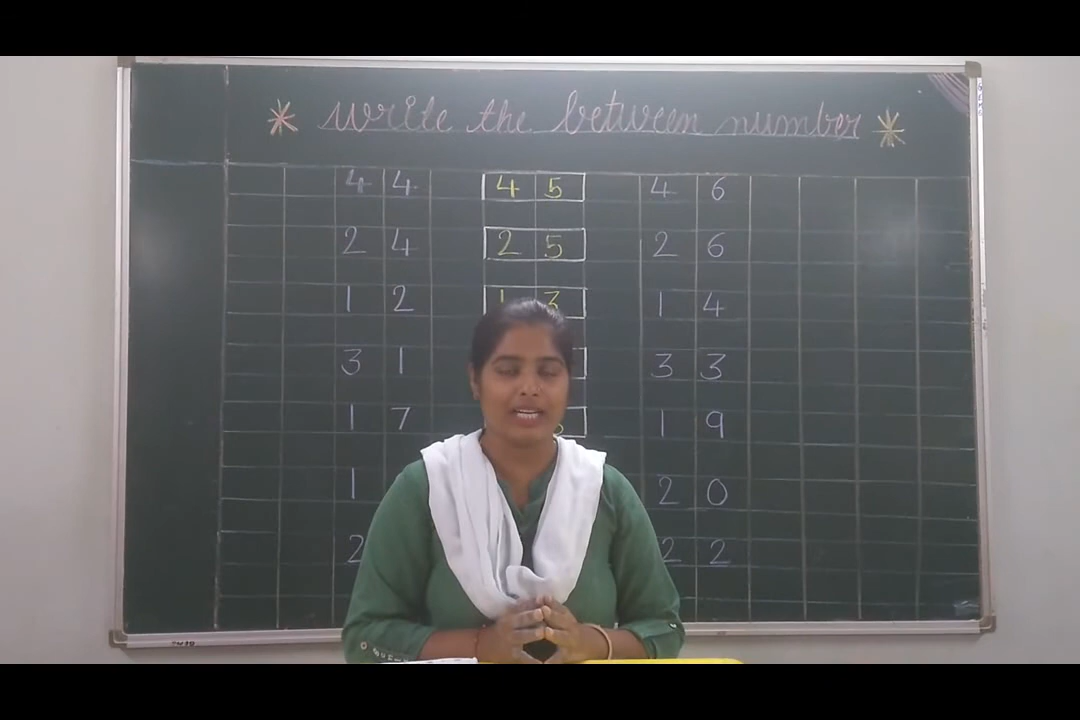 * Write the between number *
4 4 4 5 4 6
2 4 2 5 2 6
1 2 1 3 1 4
3 1 3 3
1 7 1 9
1 2 0
2 2 2